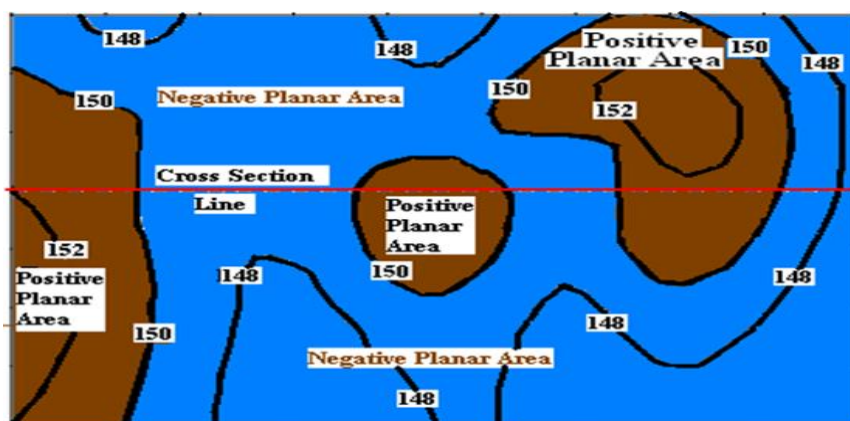 148
148
Positive
Planar Area
150
148
150
Negative Planar Area
150
152
Cross Section
Line
Positive
Planar
Area
152
Positive
Planar
Area
150
148
148
150
148
Negative Planar Area
148